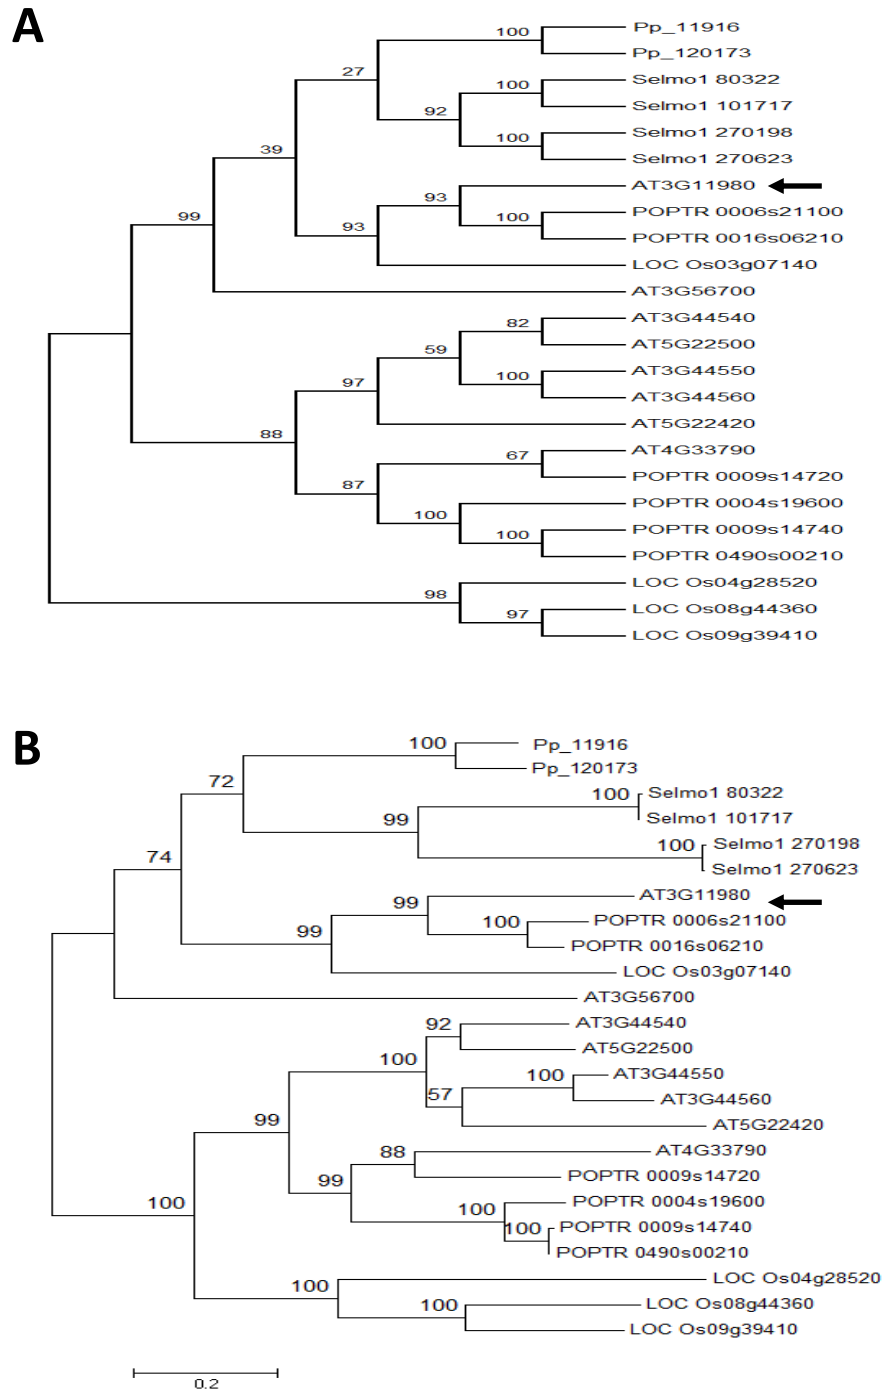 A
100 Pp_11916
Pp_120173
27
Selmo1 80322
100
92
Selmo1 101717
Selmo1 270198
100
39
Selmo1 270623
AT3G11980
93
99
POPTR 0006s21100
100
93
POPTR 0016s06210
LOC Os03g07140
AT3G56700
AT3G44540
82
AT5G22500
59
AT3G44550
97
100
AT3G44560
AT5G22420
88
AT4G33790
67
POPTR 0009s14720
87
POPTR 0004s19600
100
POPTR 0009s14740
100
POPTR 0490s00210
LOC Os04g28520
98
LOC Os08g44360
97
LOC Os09g39410
B
100 Pp_11916
Pp_120173
72
100 Selmo1 80322
99
Selmo1 101717
100 Selmo1 270198
74
Selmo1 270623
AT3G11980
99
100 POPTR 0006s21100
99
POPTR 0016s06210
LOC Os03g07140
AT3G56700
92 AT3G44540
AT5G22500
100
100 AT3G44550
57
AT3G44560
99
AT5G22420
88 AT4G33790
99
POPTR 0009s14720
100
POPTR 0004s19600
100
100 POPTR 0009s14740
POPTR 0490s00210
100 LOC Os04g28520
100 LOC Os08g44360
LOC Os09g39410
0.2